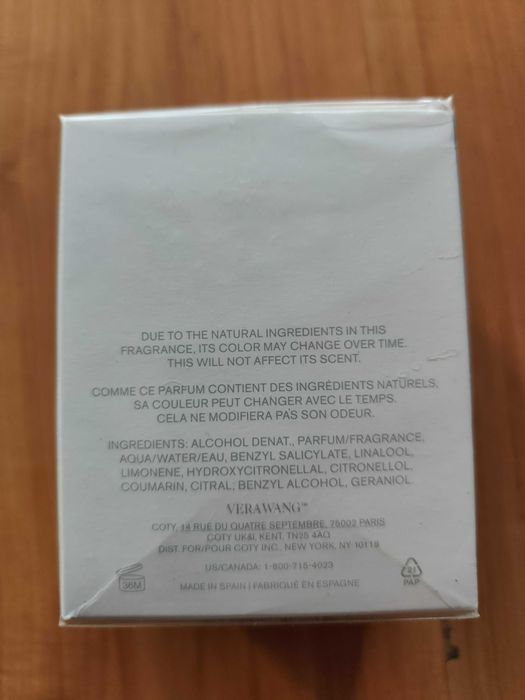 DUE TO THE NATURAL INGREDIENTS IN THIS
FRAGRANCE, ITS COLOR MAY CHANGE OVER TIME.
THIS WILL NOT AFFECT ITS SCENT.
COMME CE PARFUM CONTIENT DES INGRÉDIENTS NATURELS,
SA COULEUR PEUT CHANGER AVEC LE TEMPS.
CELA NE MODIFIERA PAS SON ODEUR.
INGREDIENTS: ALCOHOL DENAT., PARFUM/FRAGRANCE,
AQUA/WATER/EAU, BENZYL SALICYLATE, LINALOOL,
LIMONENE, HYDROXYCITRONELLAL, CITRONELLOL,
COUMARIN, CITRAL, BENZYL ALCOHOL, GERANIOL.
VERAWANG™
COTY, 14 RUE DU QUATRE SEPTEMBRE, 75002 PARIS
COTY UK&I, KENT, TN25 4AQ
DIST. FOR/POUR COTY INC., NEW YORK, NY 10118
US/CANADA: 1-800-715-4023
36M
MADE IN SPAIN | FABRIQUÉ EN ESPAGNE
21
PAP